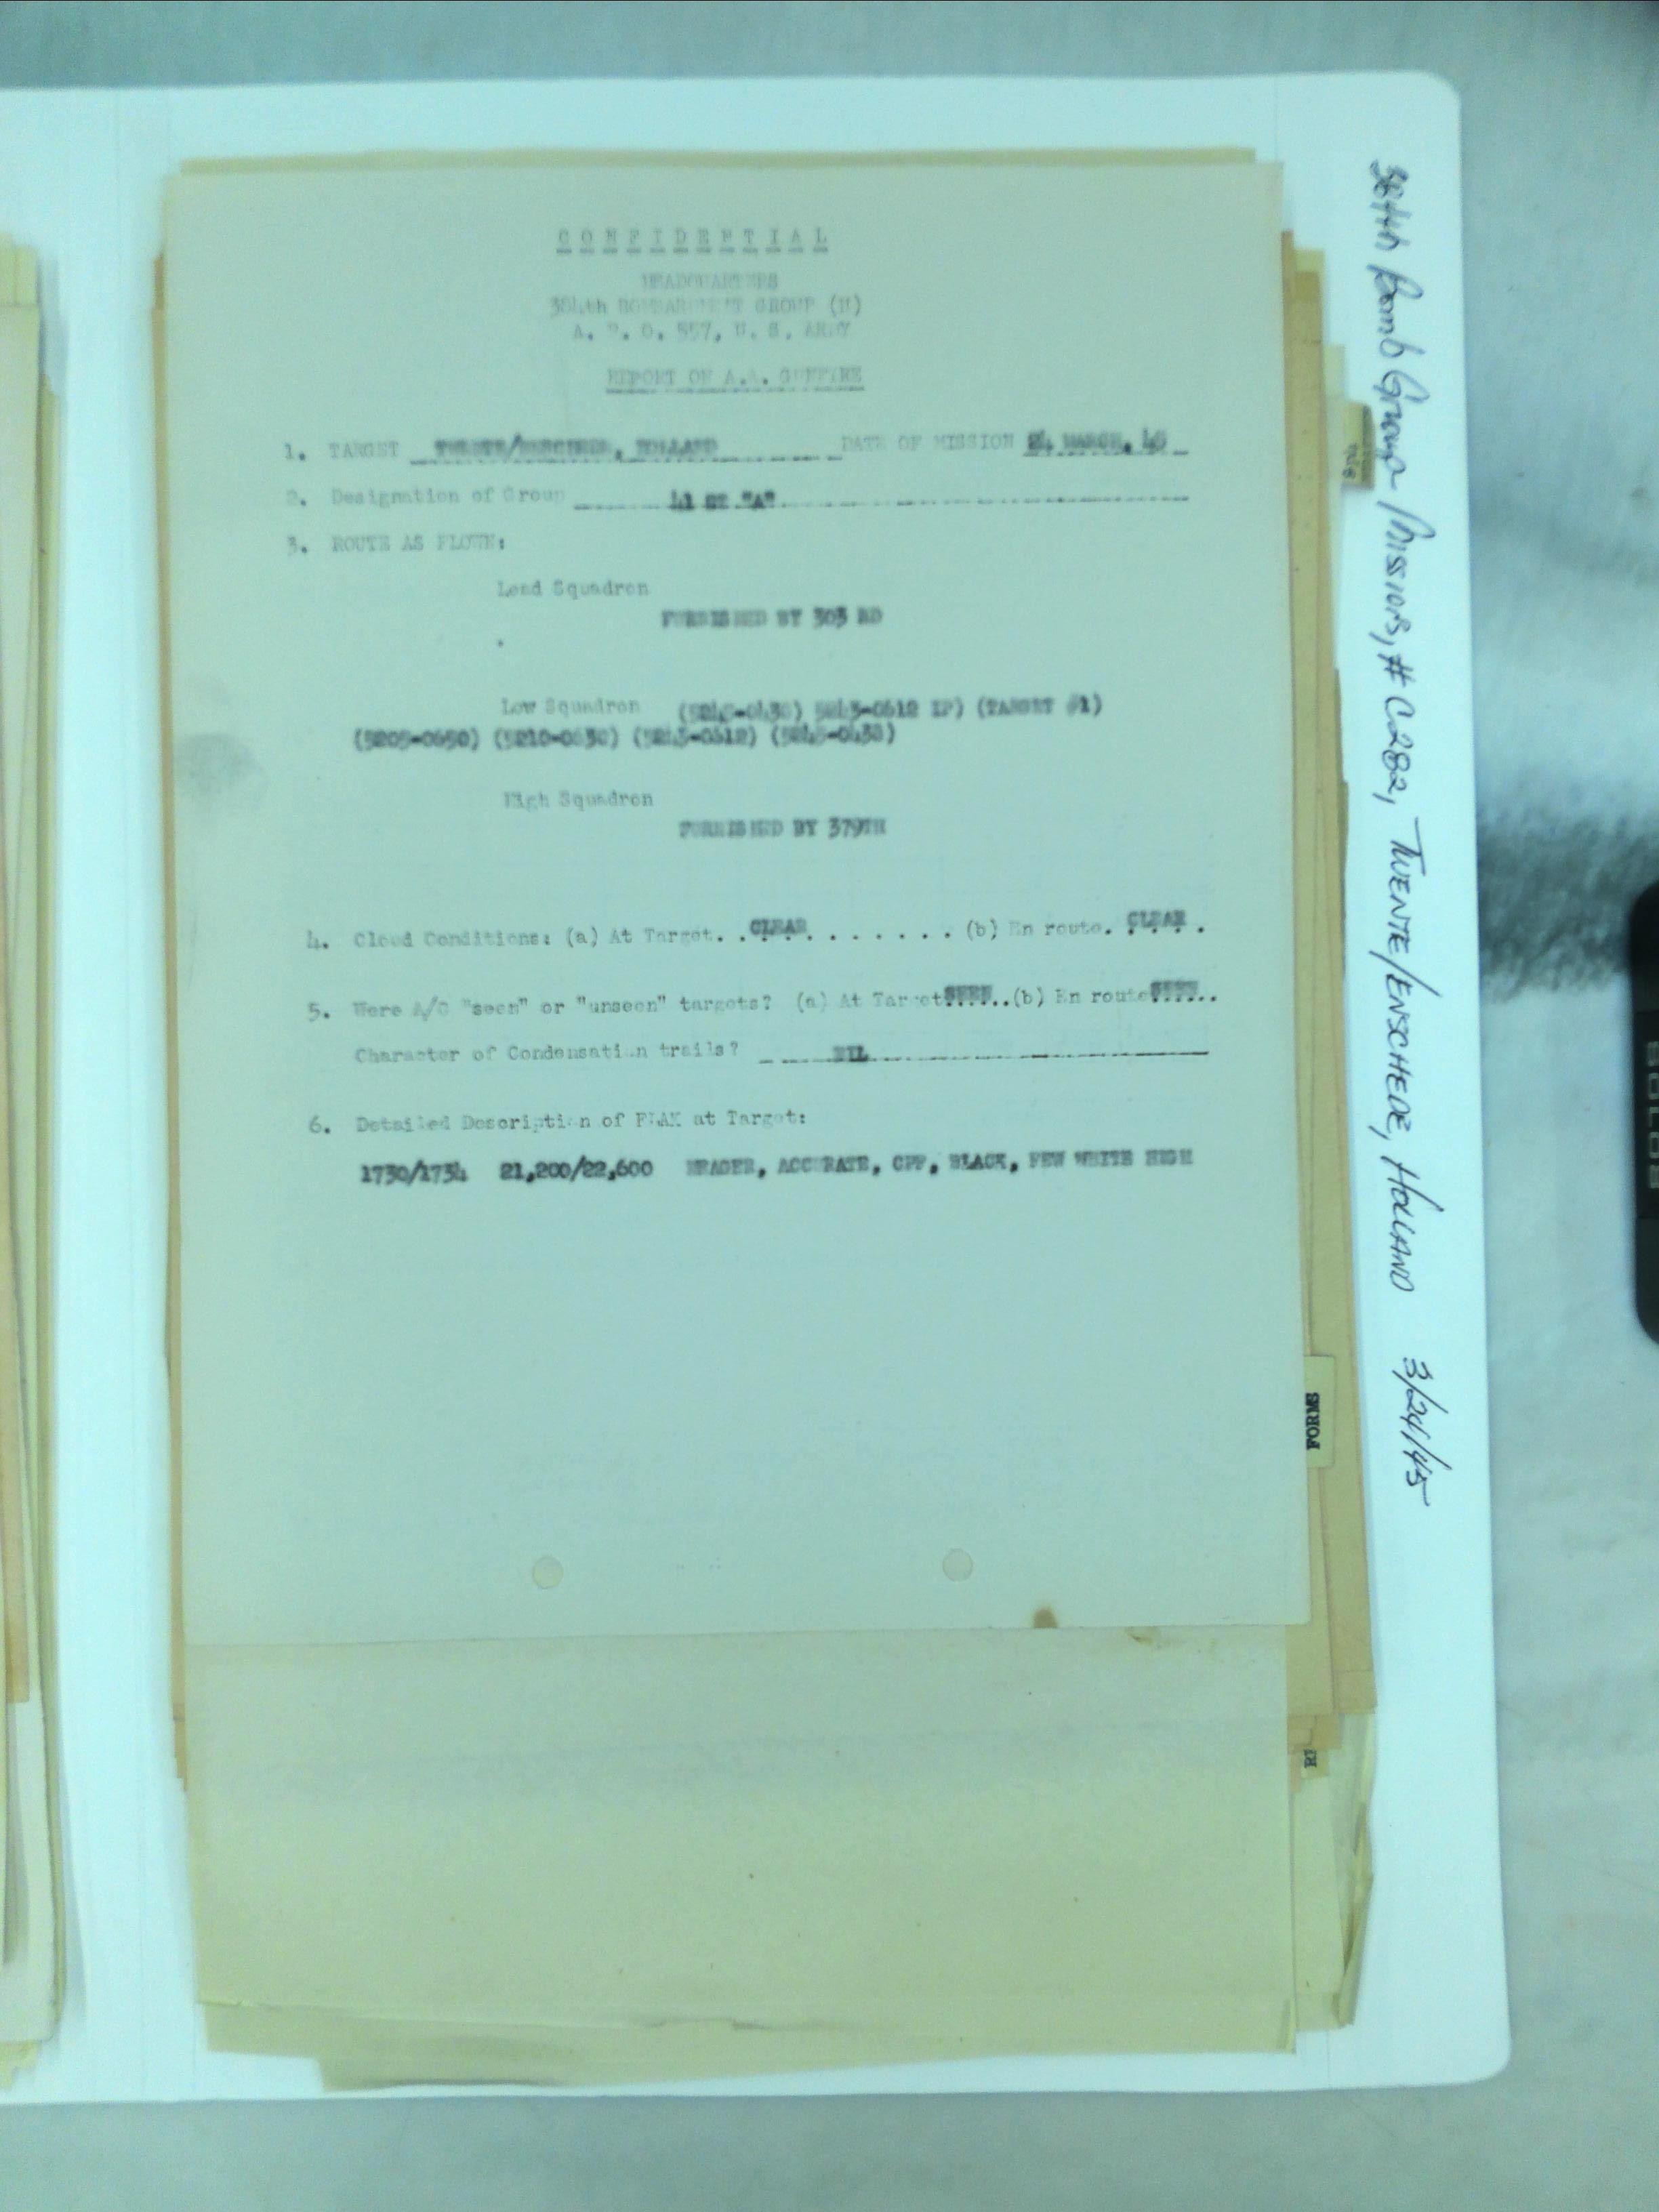 CONFIDENTIAL
HEADQUARTERS
384th BOMBARDMENT GROUP (H)
A. P. O. 557, U. S. ARMY
REPORT OF A.A. GUNFIRE
1. TARGET TWENTE/ENSCHEDE, HOLLAND DATE OF MISSION 24 MARCH, 45
2. Designation of Group 41 ST "A"
3. ROUTE AS FLOWN:
Lead Squadron
FURNISHED BY 303 RD
Low Squadron (TARGET #1)
High Squadron
FURNISHED BY 379TH
4. Cloud Conditions: (a) At Target. . CLEAR . . . . . . . (b) En route. CLEAR .
5. Were A/C "seen" or "unseen" targets? (a) At Target SEEN...(b) En route SEEN..
Character of Condensation trails? NIL
6. Detailed Description of FLAK at Target:
1730/1734 21,200/22,600 MEAGER, ACCURATE, CPF, BLACK, FEW WHITE HIGH
384th Bomb Group Missions, # C282, TWENTE/ENSCHEDE, HOLLAND 3/24/45
FORMS